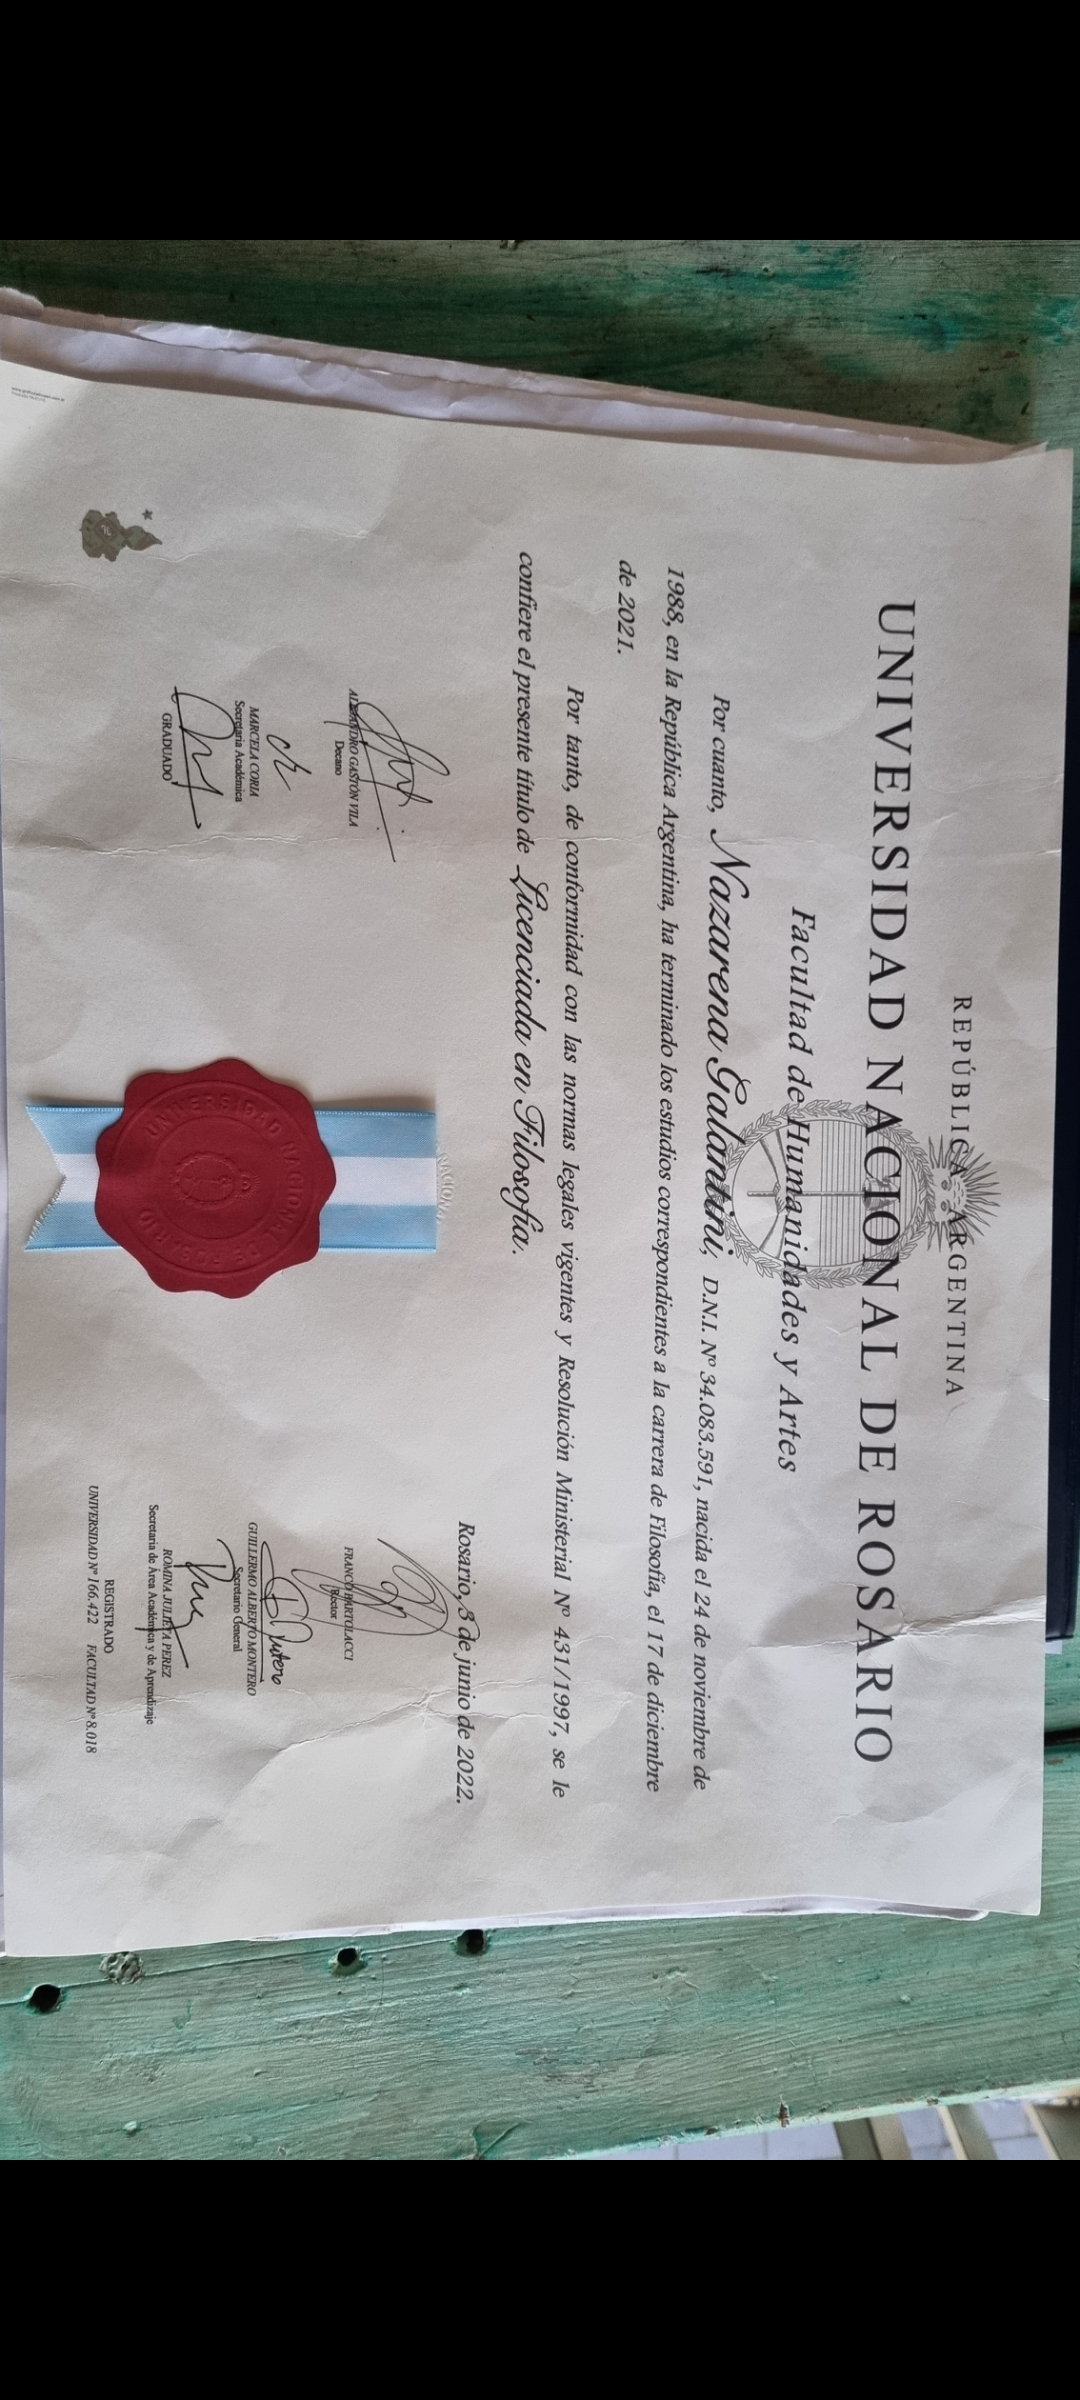 REPÚBLICA ARGENTINA
UNIVERSIDAD NACIONAL DE ROSARIO
Facultad de Humanidades y Artes
Por cuanto, Nazarena Galantini, D.N.I. Nº 34.083.591, nacida el 24 de noviembre de
1988, en la República Argentina, ha terminado los estudios correspondientes a la carrera de Filosofía, el 17 de diciembre
de 2021.
Por tanto, de conformidad con las normas legales vigentes y Resolución Ministerial Nº 431/1997, se le
confiere el presente título de Licenciada en Filosofía.
Rosario, 3 de junio de 2022.
ALEJANDRO GASTÓN VILA
Decano
MARCELA CORIA
Secretaria Académica
GRADUADO
NACIONAL
UNIVERSIDAD NACIONAL DE ROSARIO
FRANCO BARTOLACCI
Rector
GUILLERMO ALBERTO MONTERO
Secretario General
ROMINA JULIETA PEREZ
Secretaria de Área Académica y de Aprendizaje
REGISTRADO
UNIVERSIDAD Nº 166.422 FACULTAD Nº 8.018